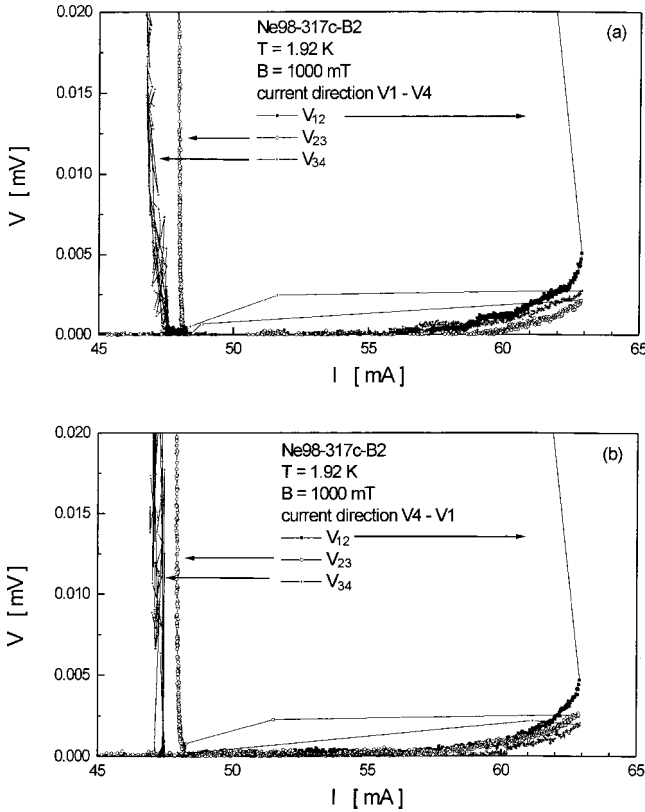 Ne98-317c-B2
(a)
T = 1.92 K
B = 1000 mT
current direction V1 - V4
V12
V23
V34
V [ mV ]
0.020
0.015
0.010
0.005
0.000
45 50 55 60 65
I [ mA ]
Ne98-317c-B2
(b)
T = 1.92 K
B = 1000 mT
current direction V4 - V1
V12
V23
V34
V [ mV ]
0.020
0.015
0.010
0.005
0.000
45 50 55 60 65
I [ mA ]